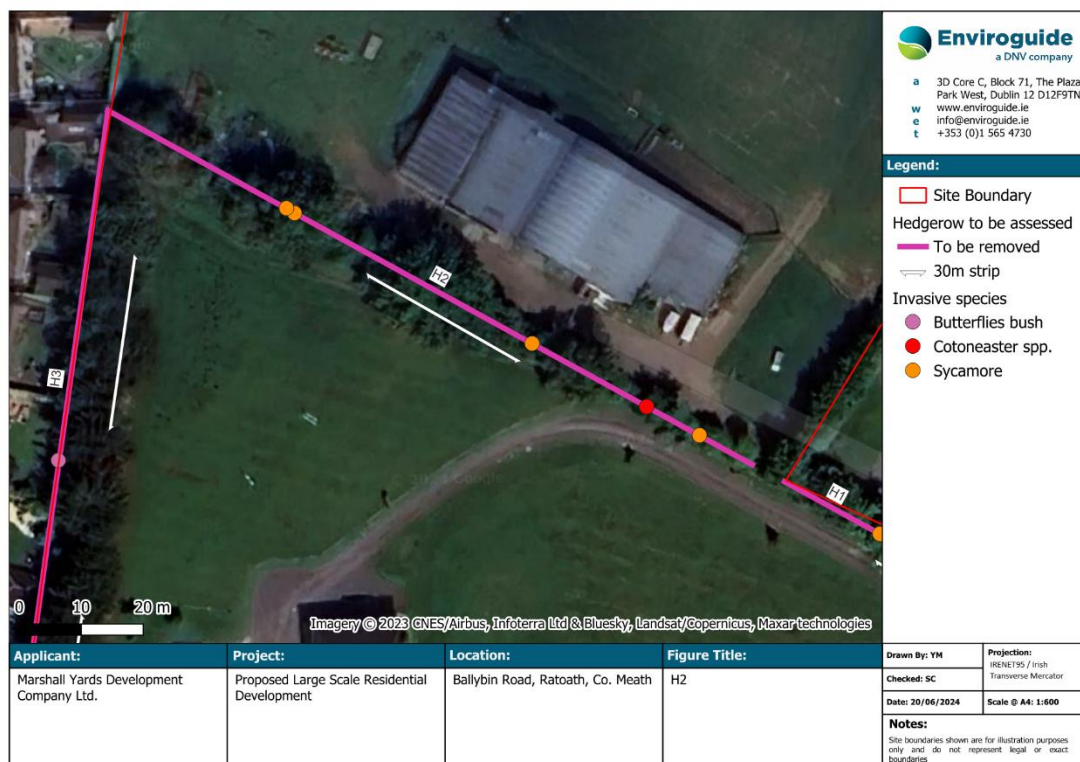 Enviroguide
a DNV company
a 3D Core C, Block 71, The Plaza,
Park West, Dublin 12 D12F9TN
w www.enviroguide.ie
e info@enviroguide.ie
t +353 (0)1 565 4730
Legend:
Site Boundary
Hedgerow to be assessed
To be removed
30m strip
Invasive species
Butterflies bush
Cotoneaster spp.
Sycamore
H2
H3
H1
0 10 20 m
Imagery © 2023 CNES/Airbus, Infoterra Ltd & Bluesky, Landsat/Copernicus, Maxar technologies
Applicant:
Marshall Yards Development
Company Ltd.
Project:
Proposed Large Scale Residential
Development
Location:
Ballybin Road, Ratoath, Co. Meath
Figure Title:
H2
Drawn By: YM
Checked: SC
Date: 20/06/2024
Projection:
IRENET95 / Irish
Transverse Mercator
Scale @ A4: 1:600
Notes:
Site boundaries shown are for illustration purposes
only and do not represent legal or exact
boundaries